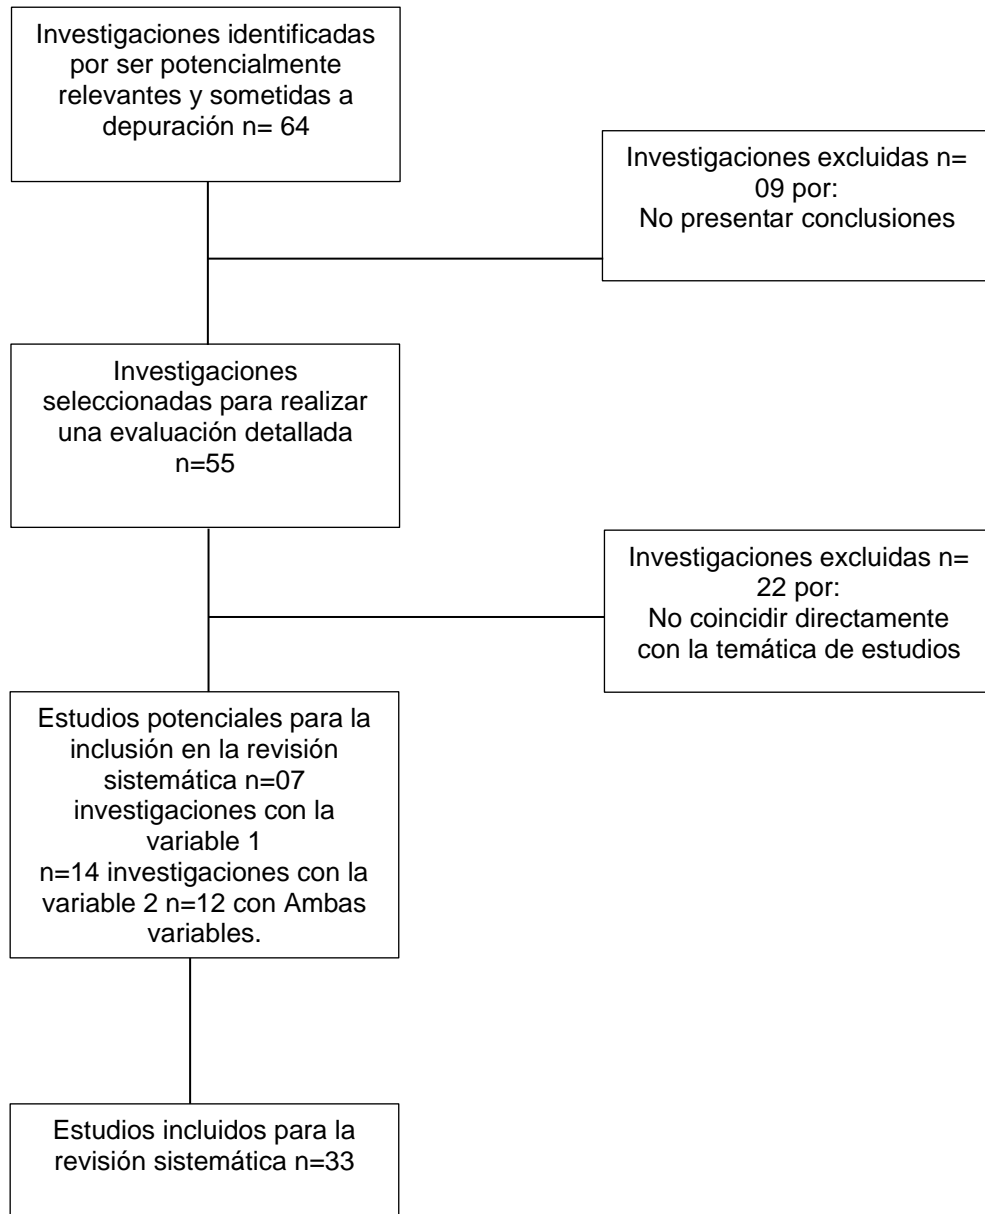 Investigaciones identificadas
por ser potencialmente
relevantes y sometidas a
depuración n= 64
Investigaciones excluidas n=
09 por:
No presentar conclusiones
Investigaciones
seleccionadas para realizar
una evaluación detallada
n=55
Investigaciones excluidas n=
22 por:
No coincidir directamente
con la temática de estudios
Estudios potenciales para la
inclusión en la revisión
sistemática n=07
investigaciones con la
variable 1
n=14 investigaciones con la
variable 2 n=12 con Ambas
variables.
Estudios incluidos para la
revisión sistemática n=33